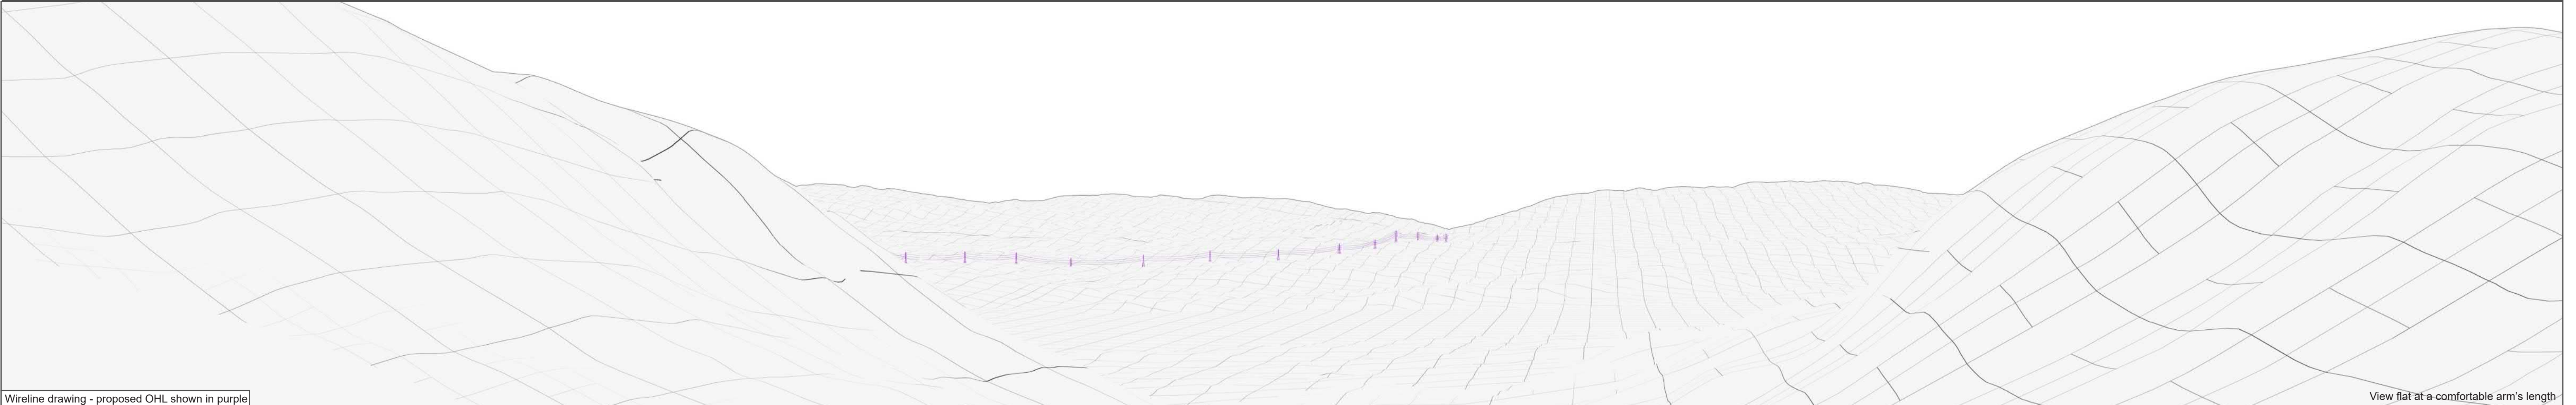 Wireline drawing - proposed OHL shown in purple
View flat at a comfortable arm's length